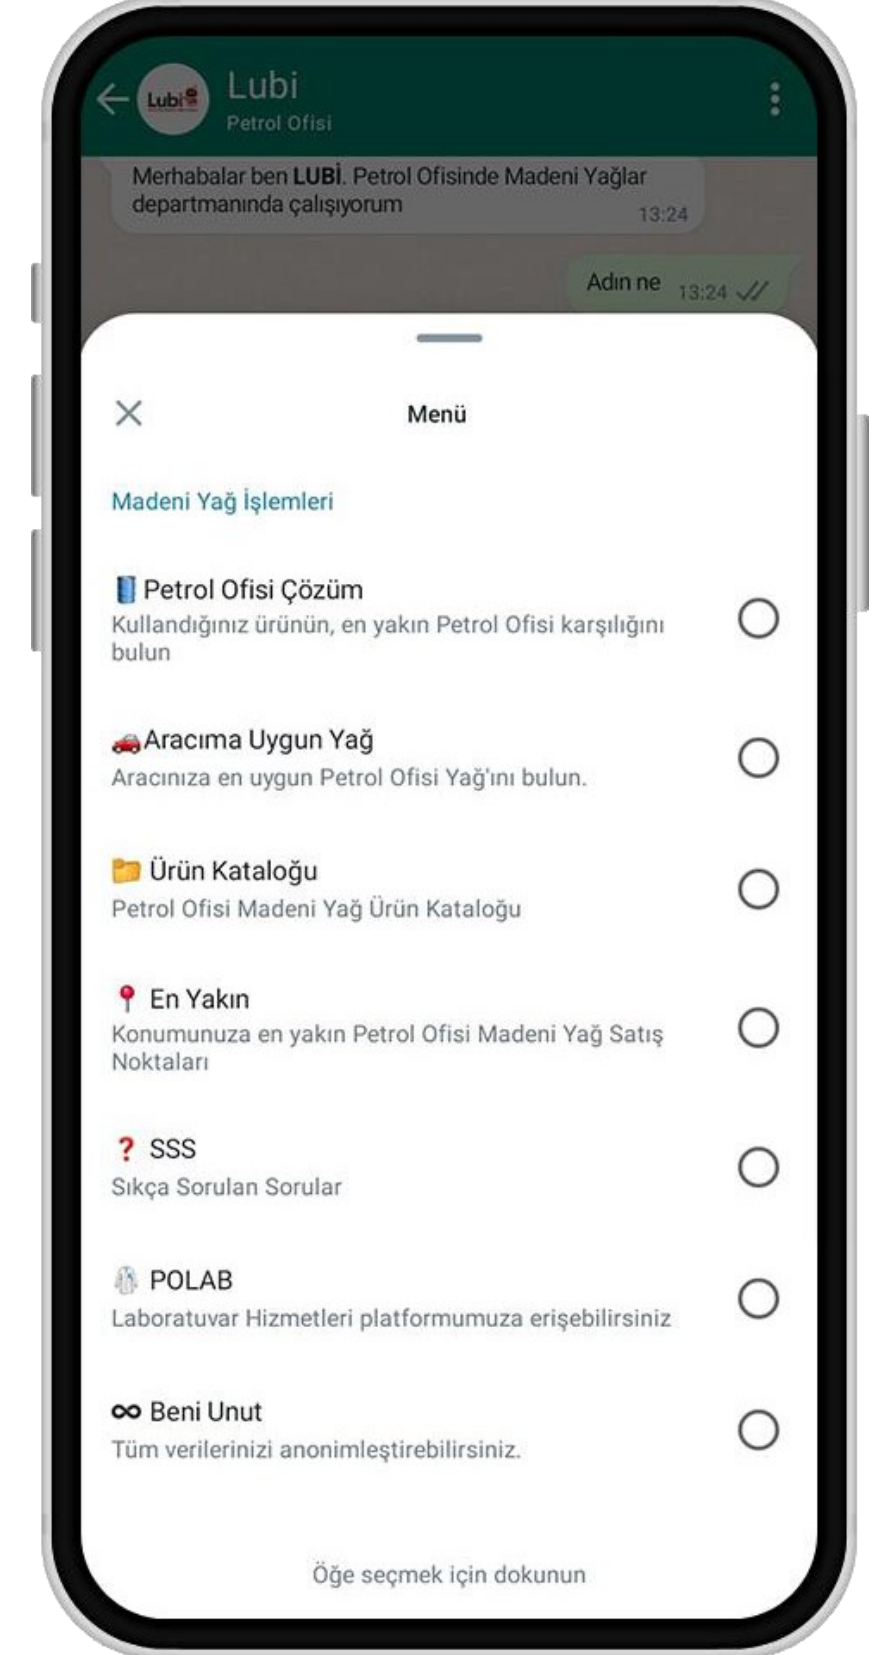 Lubi
Lubi
Petrol Ofisi
Merhabalar ben LUBİ. Petrol Ofisinde Madeni Yağlar
departmanında çalışıyorum
13:24
Adın ne 13:24
Menü
Madeni Yağ İşlemleri
Petrol Ofisi Çözüm
Kullandığınız ürünün, en yakın Petrol Ofisi karşılığını
bulun
Aracıma Uygun Yağ
Aracınıza en uygun Petrol Ofisi Yağ'ını bulun.
Ürün Kataloğu
Petrol Ofisi Madeni Yağ Ürün Kataloğu
En Yakın
Konumunuza en yakın Petrol Ofisi Madeni Yağ Satış
Noktaları
SSS
Sıkça Sorulan Sorular
POLAB
Laboratuvar Hizmetleri platformumuza erişebilirsiniz
Beni Unut
Tüm verilerinizi anonimleştirebilirsiniz.
Öğe seçmek için dokunun